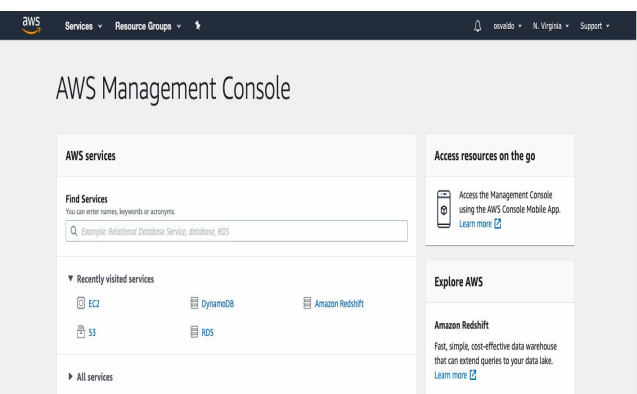 aws
Services
Resource Groups
osvaldo
N. Virginia
Support
AWS Management Console
AWS services
Find Services
You can enter names, keywords or acronyms.
Example: Relational Database Service, database, RDS
Recently visited services
EC2
DynamoDB
Amazon Redshift
S3
RDS
All services
Access resources on the go
Access the Management Console
using the AWS Console Mobile App.
Learn more
Explore AWS
Amazon Redshift
Fast, simple, cost-effective data warehouse
that can extend queries to your data lake.
Learn more